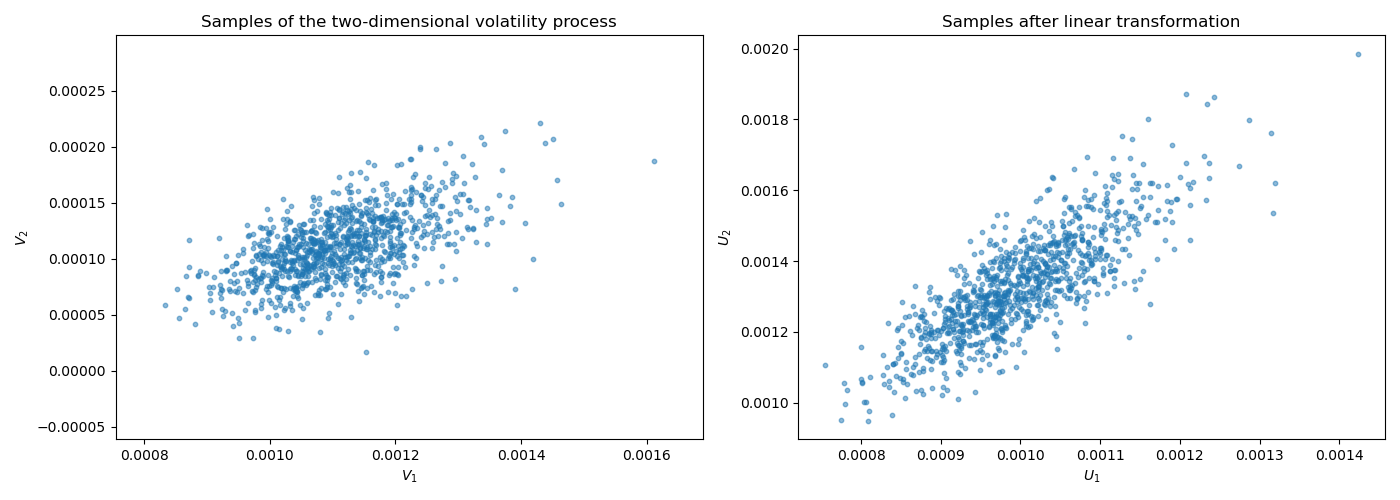 Samples of the two-dimensional volatility process
0.00025
0.00020
0.00015
0.00010
0.00005
0.00000
−0.00005
V₂
0.0008 0.0010 0.0012 0.0014 0.0016
V₁
Samples after linear transformation
0.0020
0.0018
0.0016
0.0014
0.0012
0.0010
U₂
0.0008 0.0009 0.0010 0.0011 0.0012 0.0013 0.0014
U₁